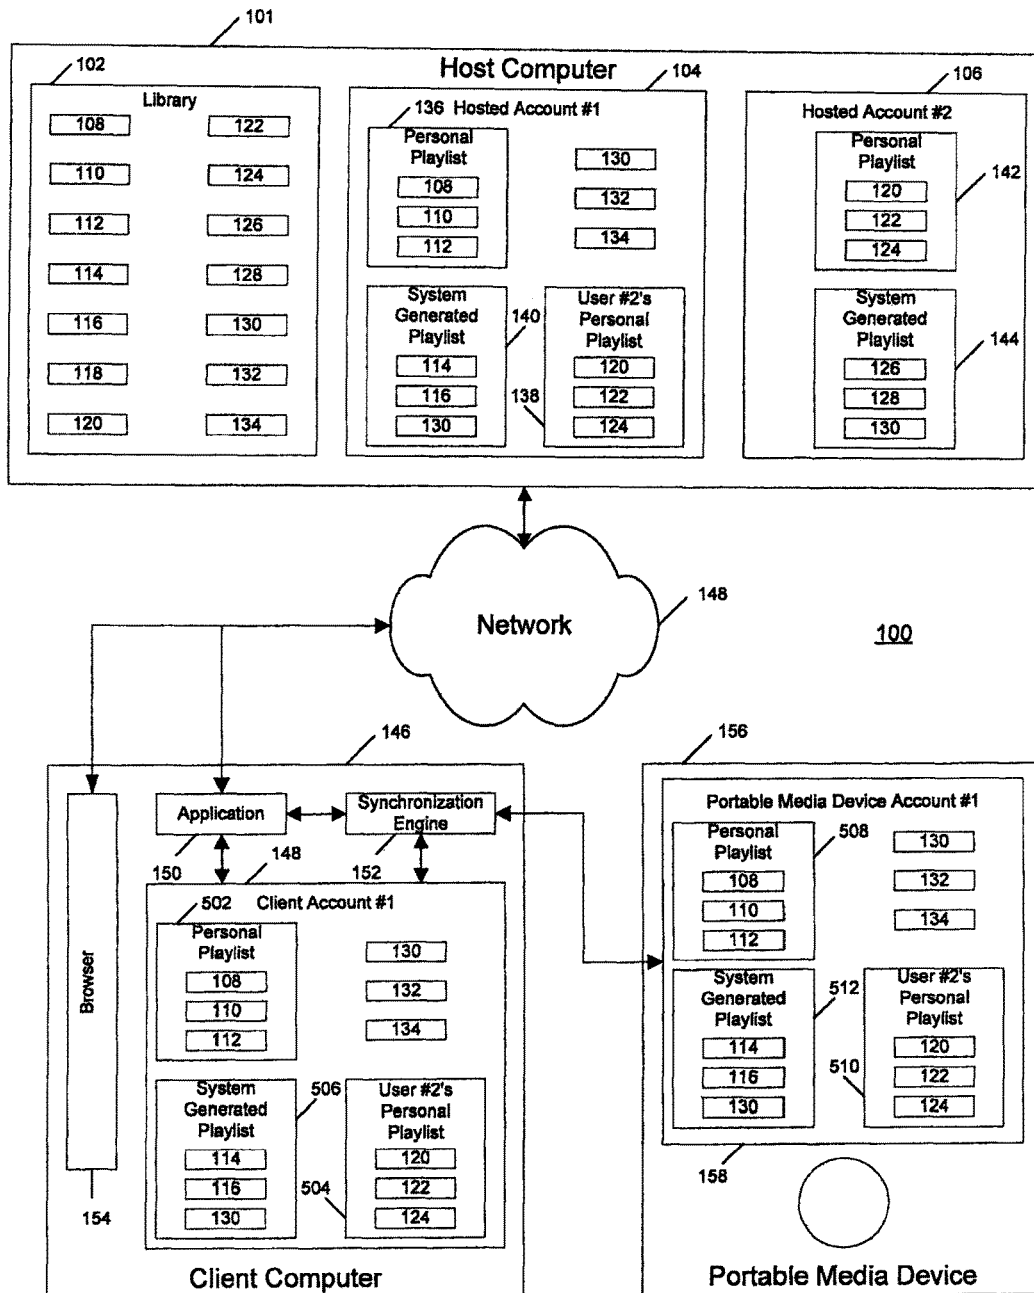 101
Host Computer
102
Library
108
122
110
124
112
126
114
128
116
130
118
132
120
134
104
136
Hosted Account #1
Personal
Playlist
108
110
112
130
132
134
System
Generated
Playlist
114
116
130
140
User #2's
Personal
Playlist
120
122
124
138
106
Hosted Account #2
Personal
Playlist
120
122
124
142
System
Generated
Playlist
126
128
130
144
Network
148
100
146
Browser
154
Application
150
Synchronization
Engine
152
148
Client Account #1
502
Personal
Playlist
108
110
112
130
132
134
System
Generated
Playlist
114
116
130
506
User #2's
Personal
Playlist
120
122
124
504
Client Computer
156
Portable Media Device Account #1
Personal
Playlist
108
110
112
508
130
132
134
System
Generated
Playlist
114
116
130
512
User #2's
Personal
Playlist
120
122
124
510
158
Portable Media Device